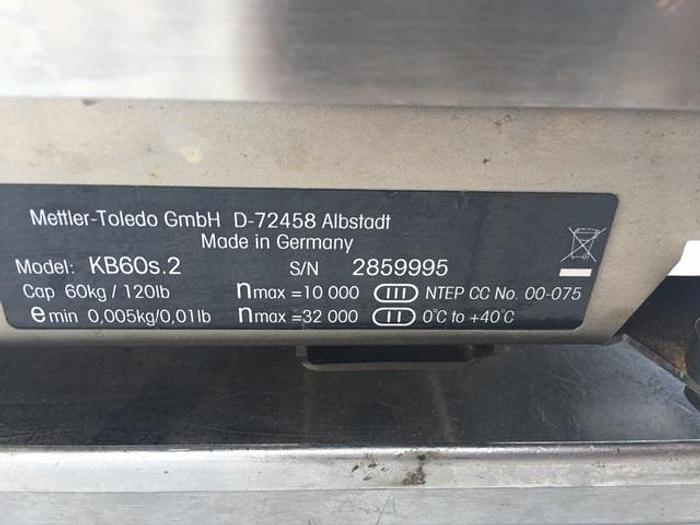 Mettler-Toledo GmbH D-72458 Albstadt
Made in Germany
Model: KB60s.2 S/N 2859995
Cap 60kg / 120lb nmax =10 000 III NTEP CC No. 00-075
e min 0,005kg/0,01lb nmax =32 000 II 0°C to +40°C